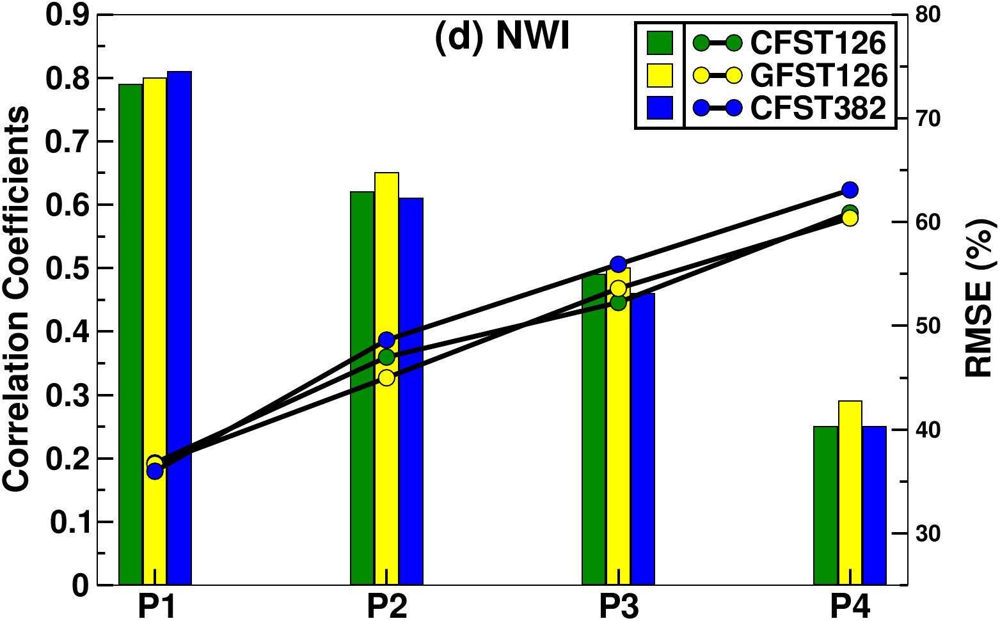 (d) NWI
CFST126
GFST126
CFST382
Correlation Coefficients
0.9
0.8
0.7
0.6
0.5
0.4
0.3
0.2
0.1
0
80
70
60
50
40
30
RMSE (%)
P1 P2 P3 P4